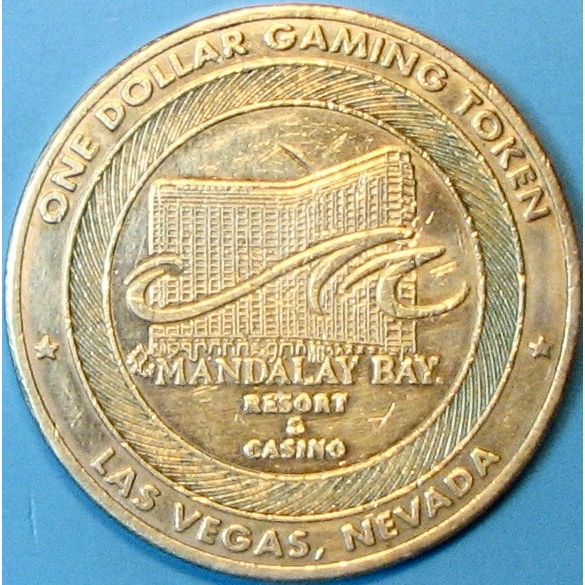 ONE DOLLAR GAMING TOKEN
MANDALAY BAY
RESORT
&
CASINO
LAS VEGAS, NEVADA